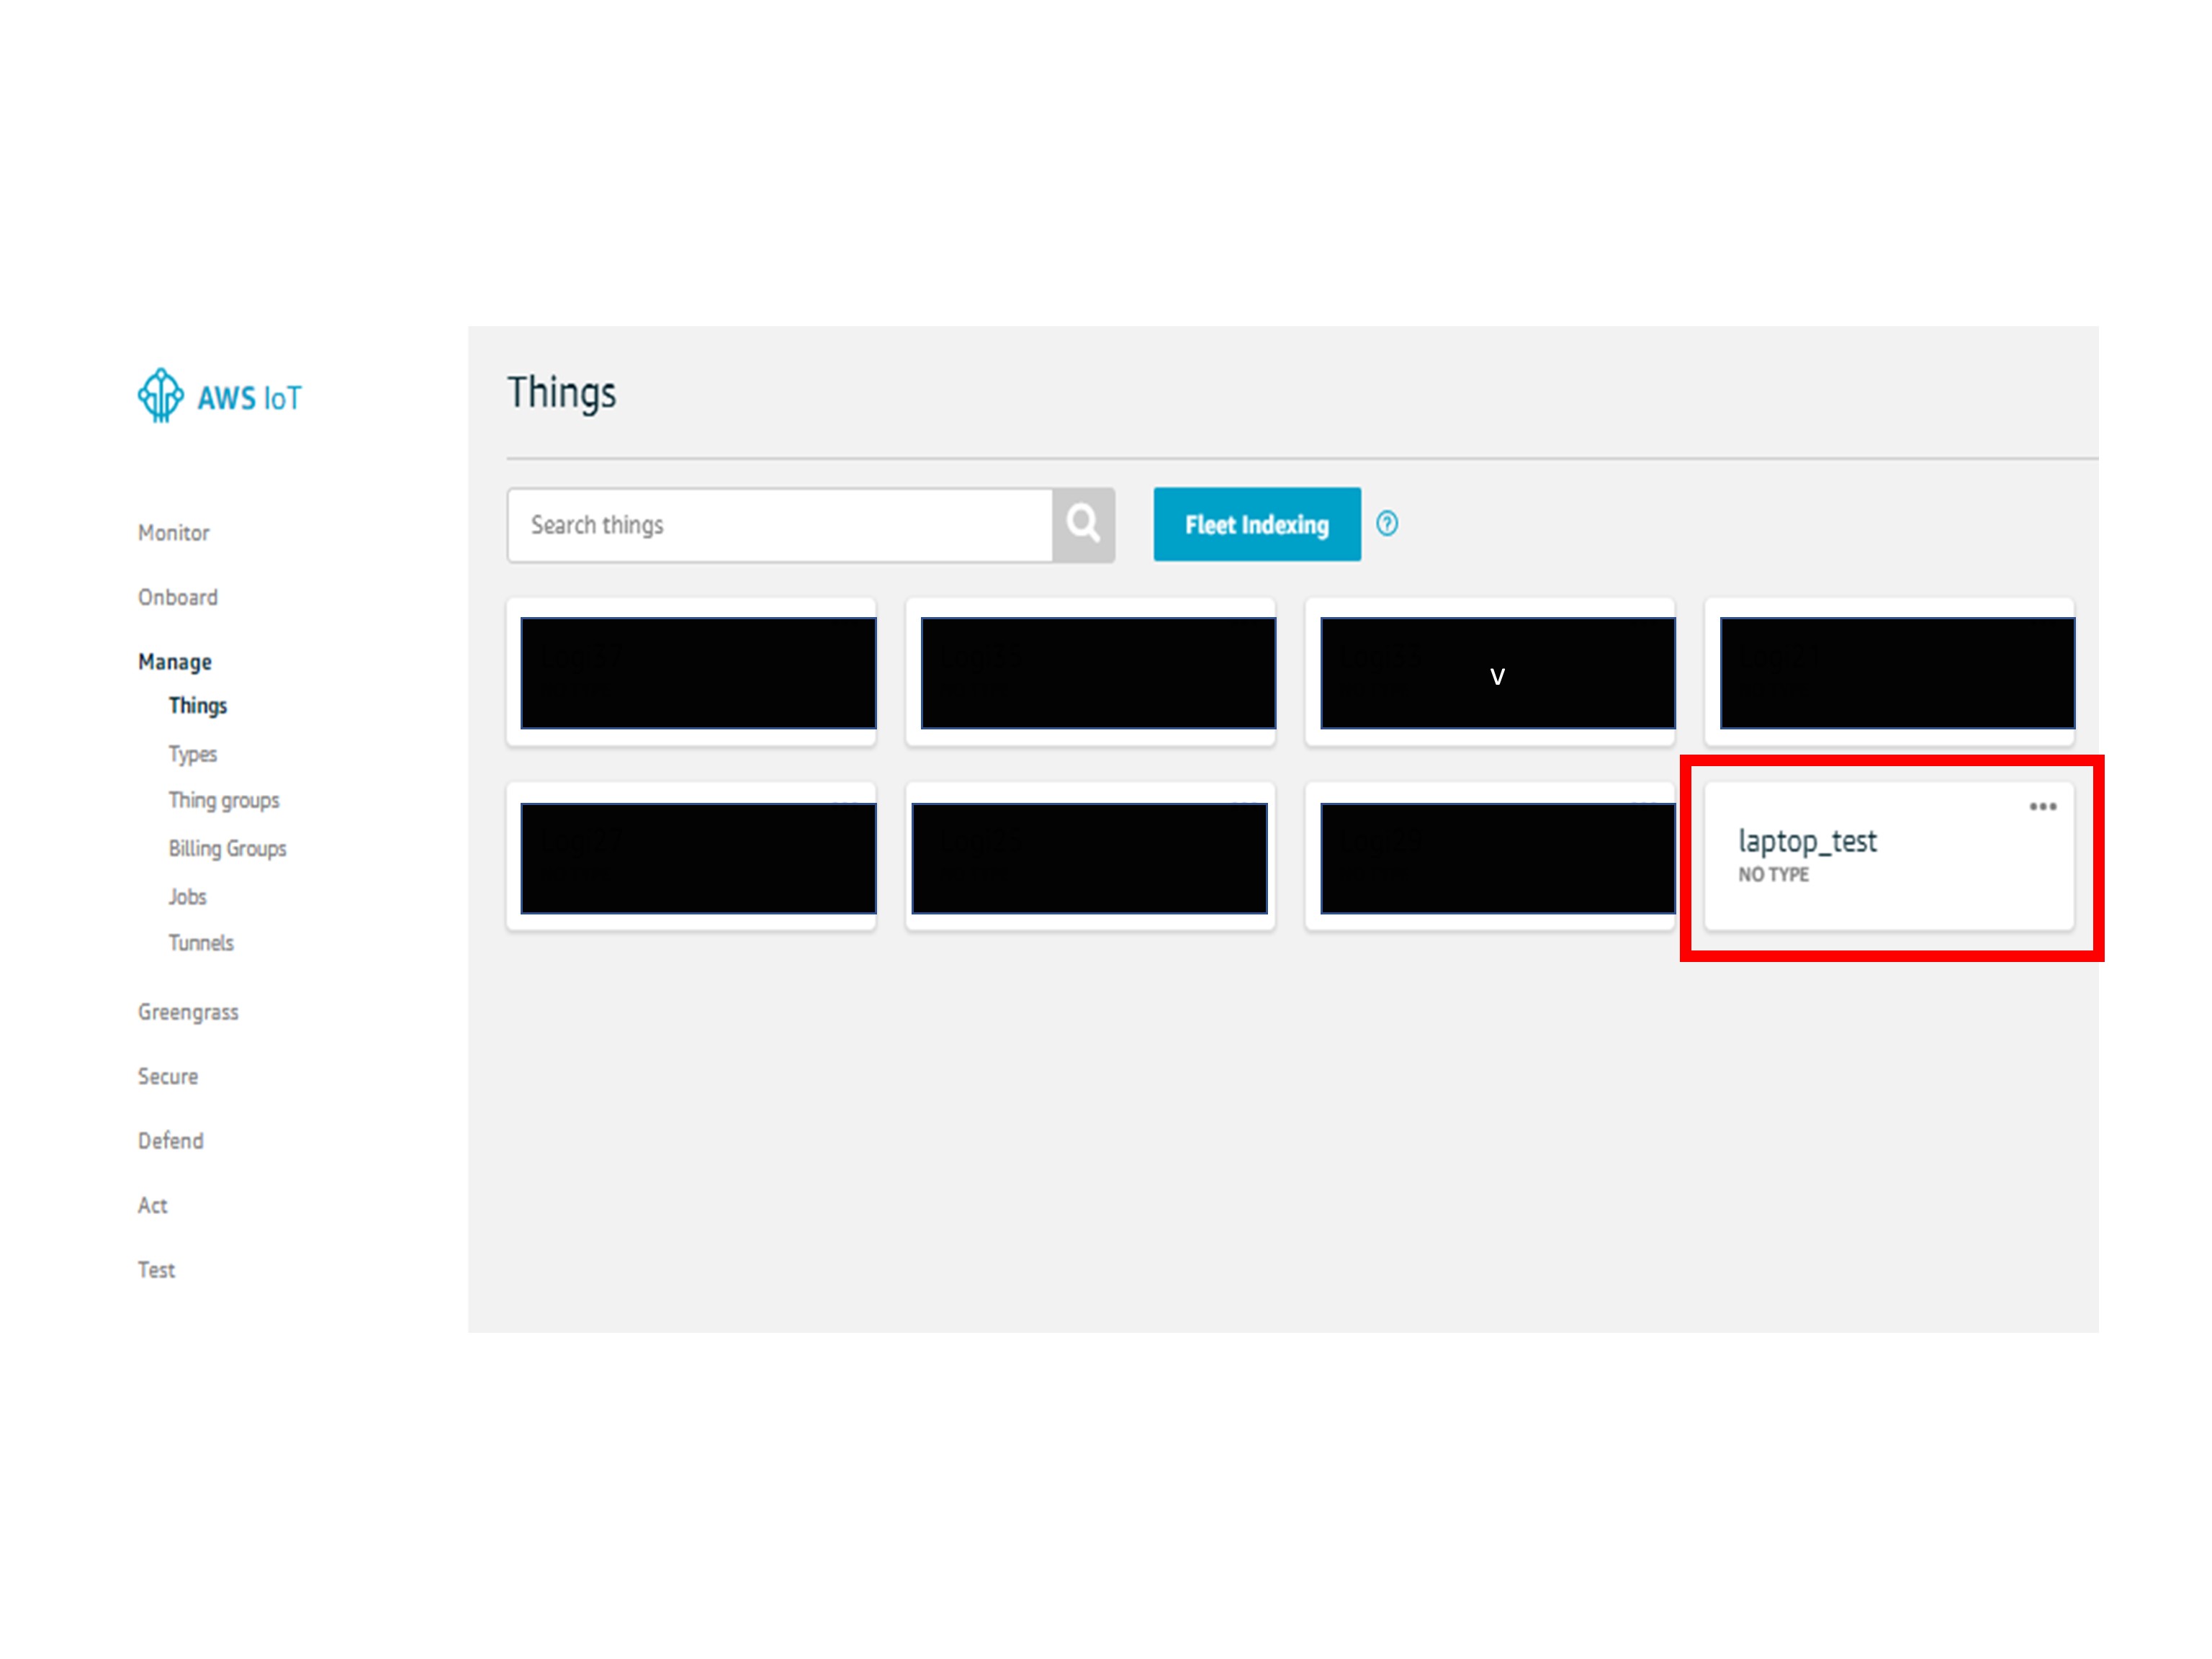 AWS IoT
Monitor
Onboard
Manage
Things
Types
Thing groups
Billing Groups
Jobs
Tunnels
Greengrass
Secure
Defend
Act
Test
Things
Search things
Fleet Indexing
?
v
laptop_test
NO TYPE